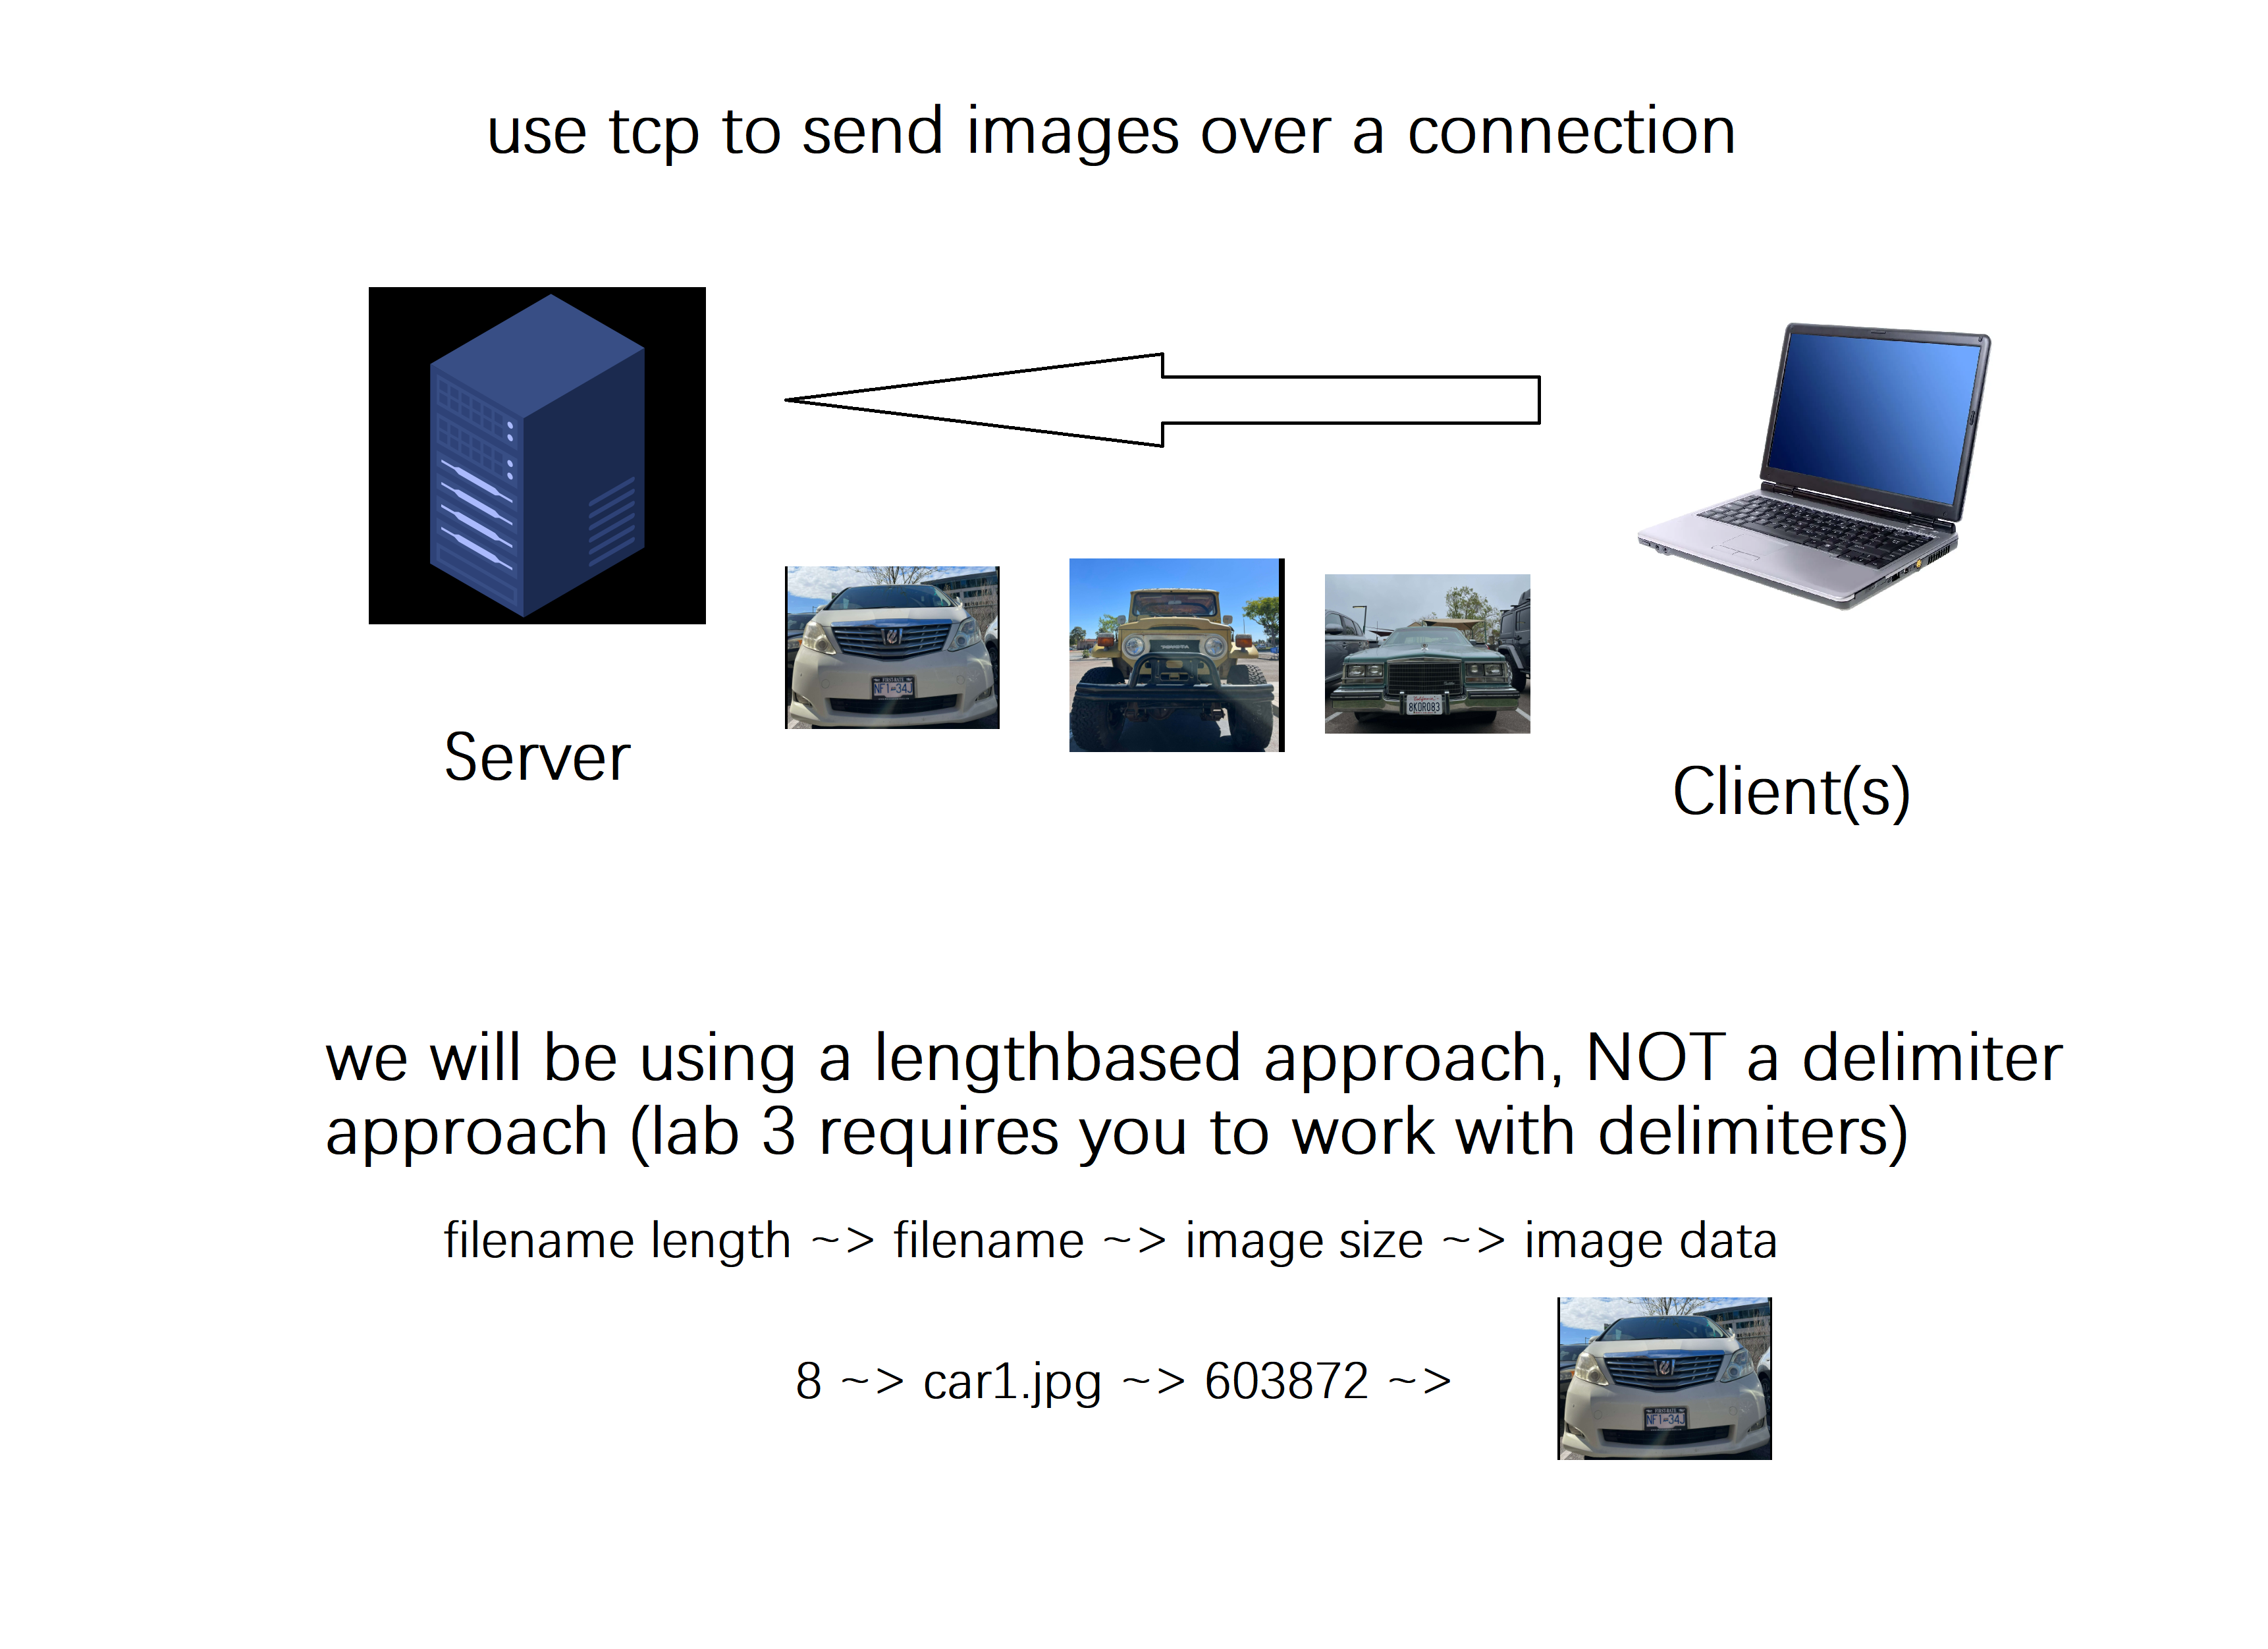 use tcp to send images over a connection
NF1-34J
8KOR083
Server
Client(s)
we will be using a lengthbased approach, NOT a delimiter
approach (lab 3 requires you to work with delimiters)
filename length ~> filename ~> image size ~> image data
8 ~> car1.jpg ~> 603872 ~>
NF1-34J